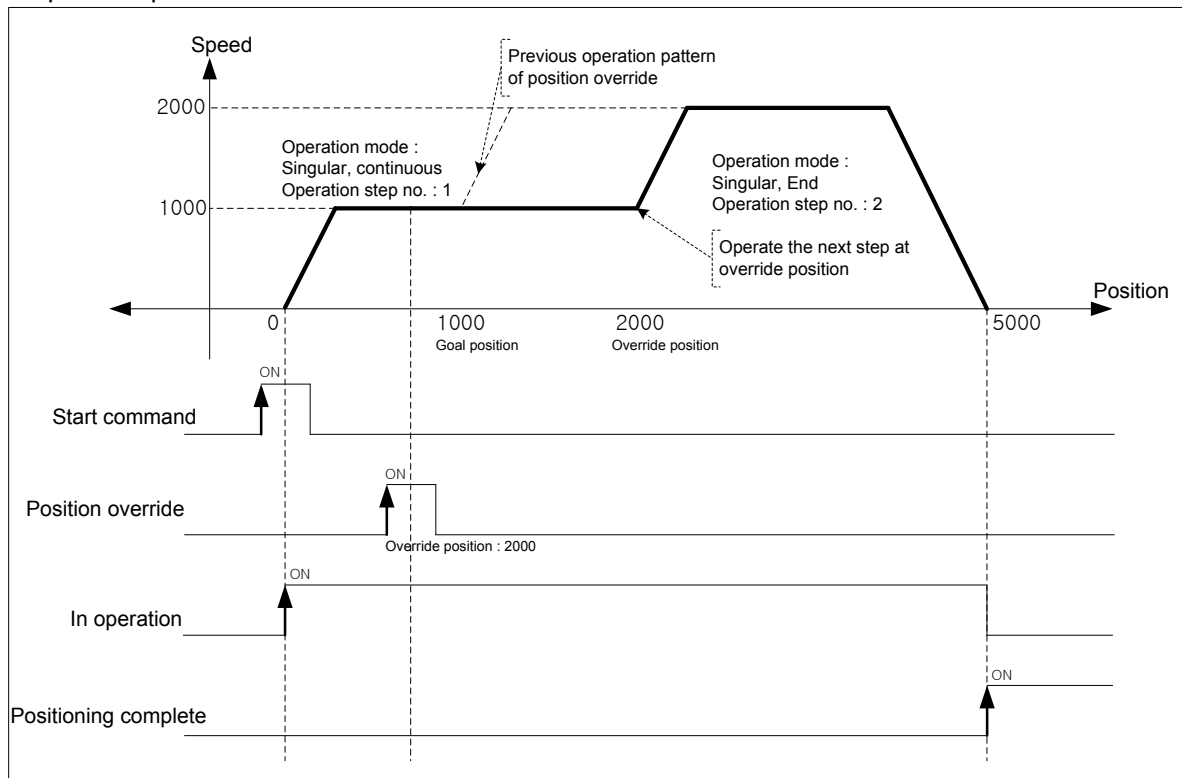 Speed
Previous operation pattern
of position override
2000
Operation mode :
Singular, continuous
Operation step no. : 1
Operation mode :
Singular, End
Operation step no. : 2
1000
Operate the next step at
override position
Position
0
1000
2000
5000
Goal position
Override position
ON
Start command
ON
Position override
Override position : 2000
ON
In operation
ON
Positioning complete